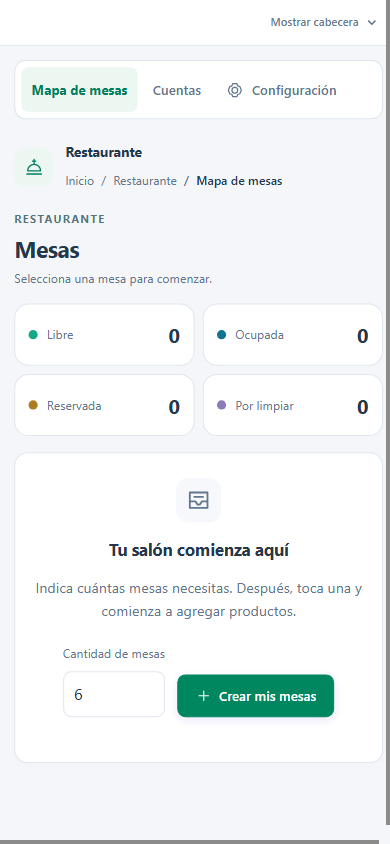 Mostrar cabecera
Mapa de mesas
Cuentas
Configuración
Restaurante
Inicio / Restaurante / Mapa de mesas
RESTAURANTE
Mesas
Selecciona una mesa para comenzar.
Libre 0
Ocupada 0
Reservada 0
Por limpiar 0
Tu salón comienza aquí
Indica cuántas mesas necesitas. Después, toca una y
comienza a agregar productos.
Cantidad de mesas
6
+ Crear mis mesas